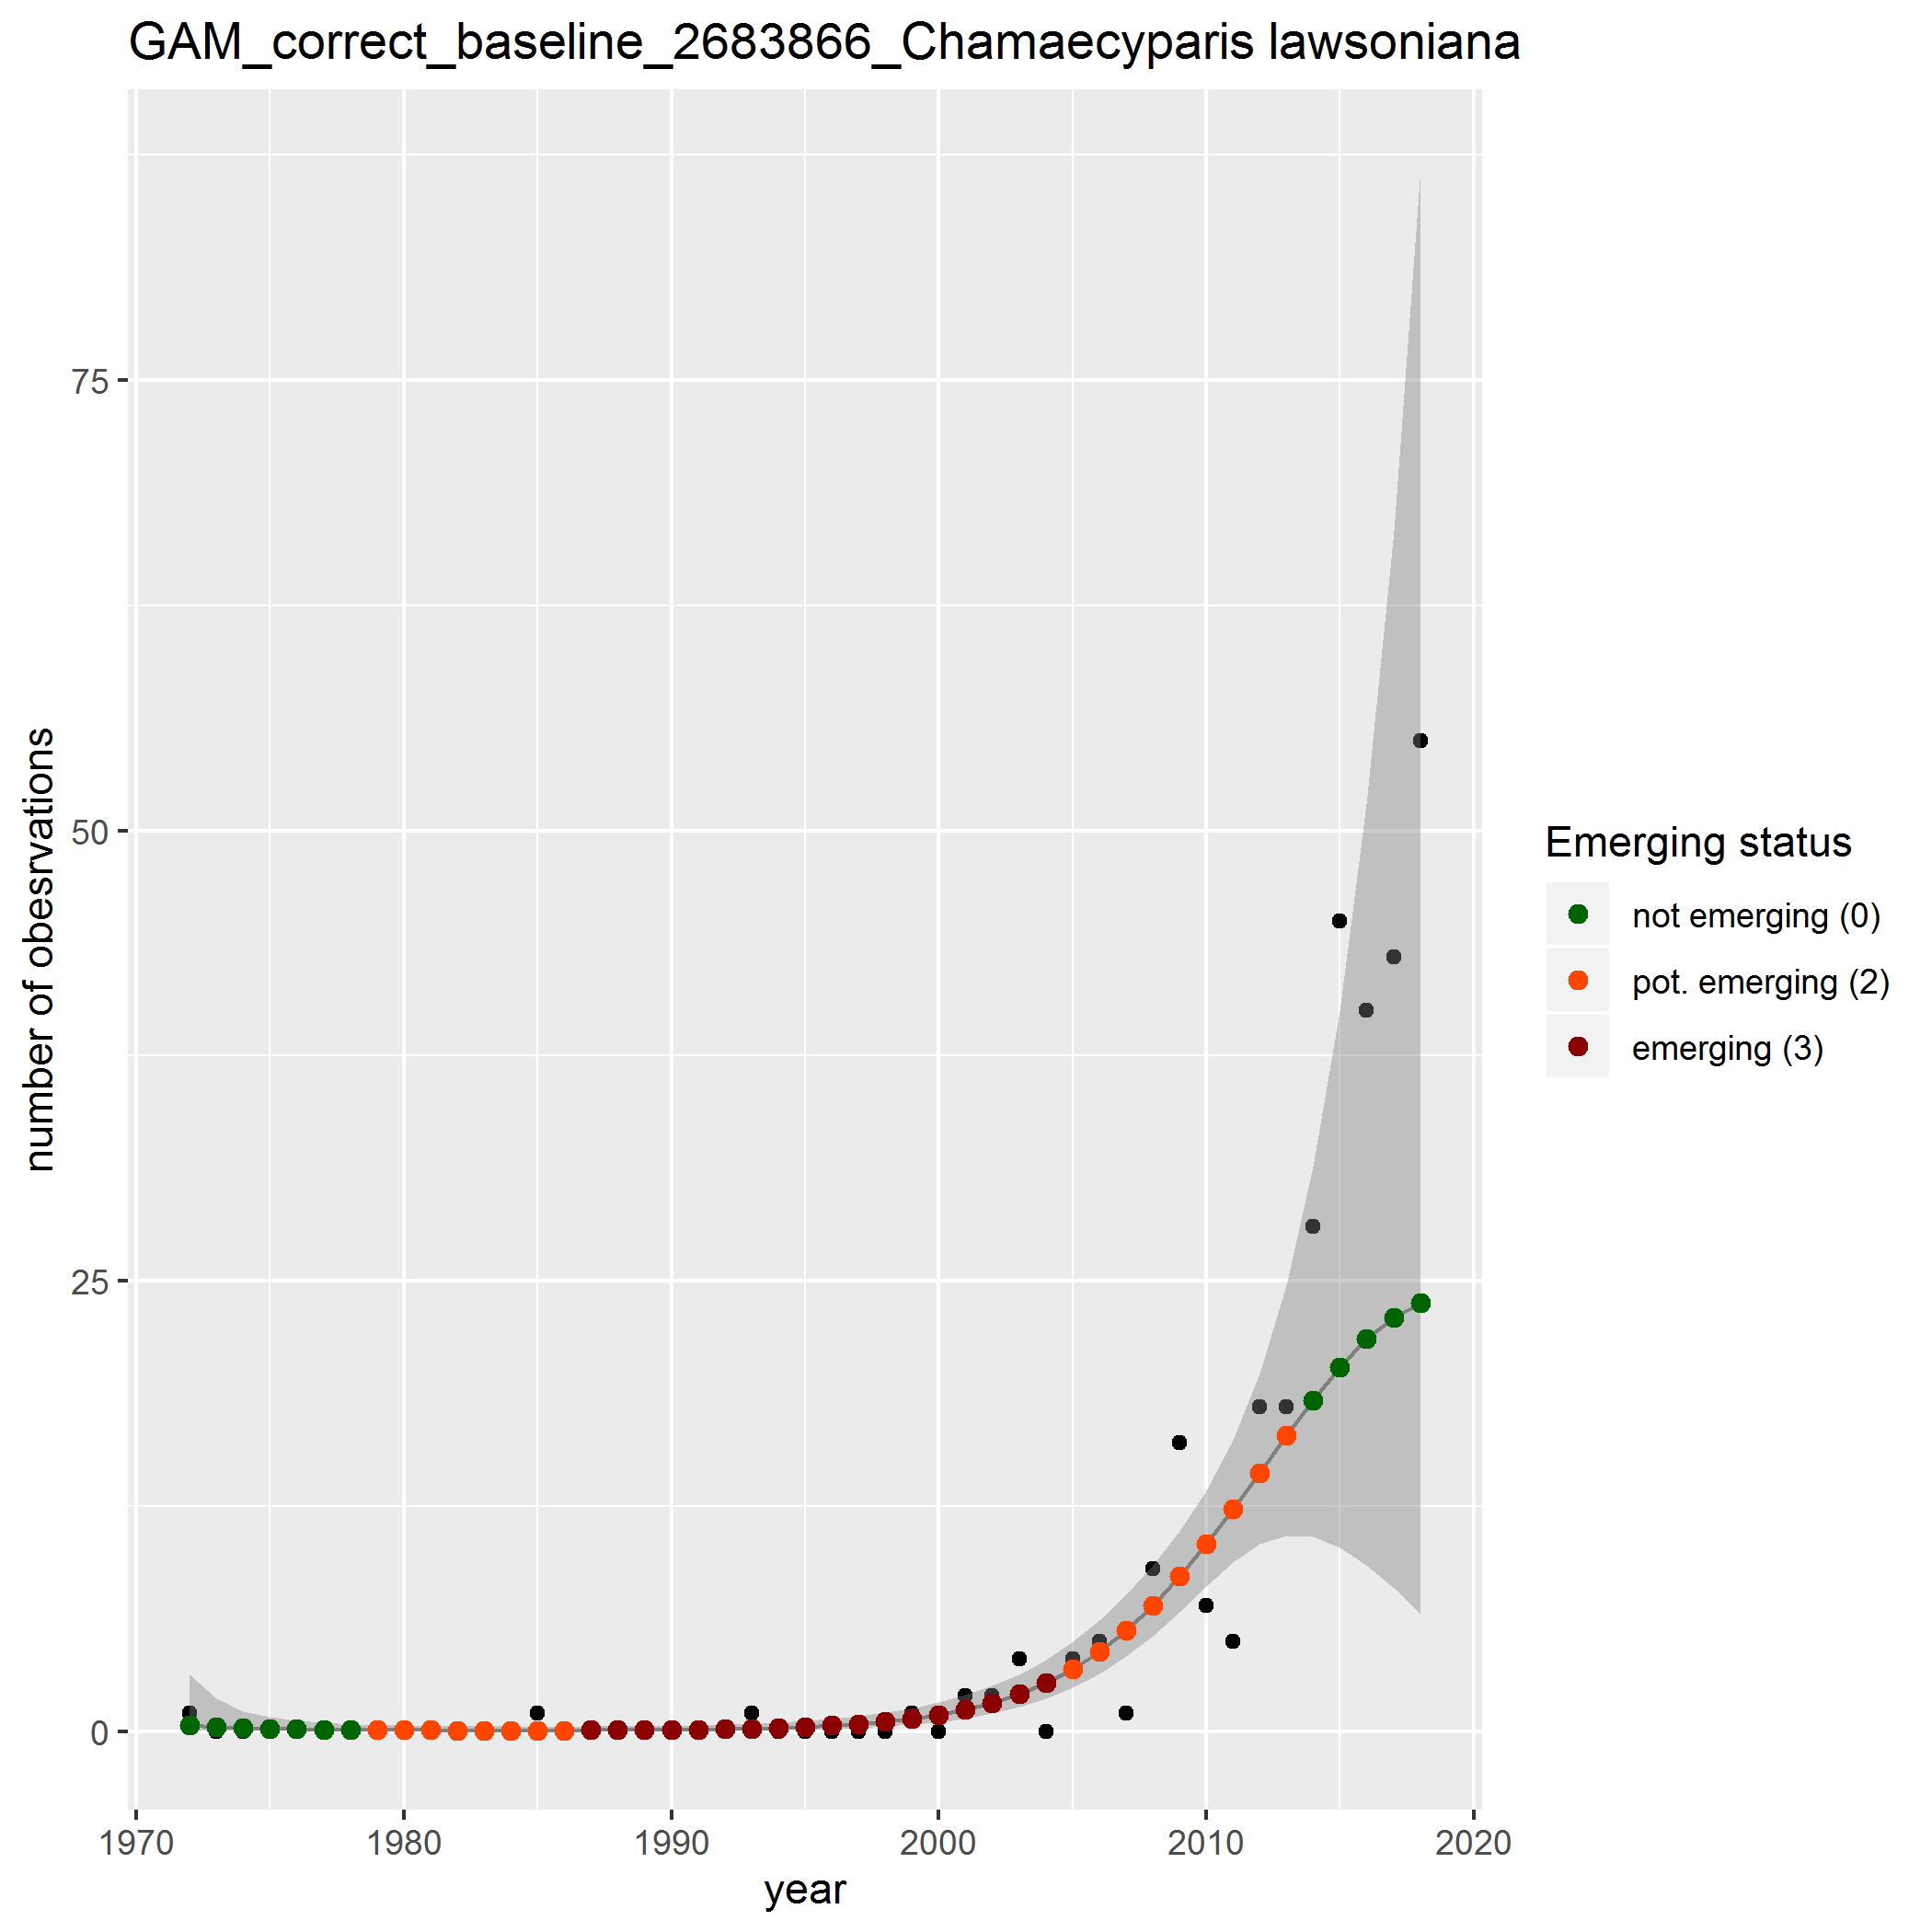 GAM_correct_baseline_2683866_Chamaecyparis lawsoniana
number of obesrvations
75
50
25
0
1970 1980 1990 2000 2010 2020
year
Emerging status
not emerging (0)
pot. emerging (2)
emerging (3)